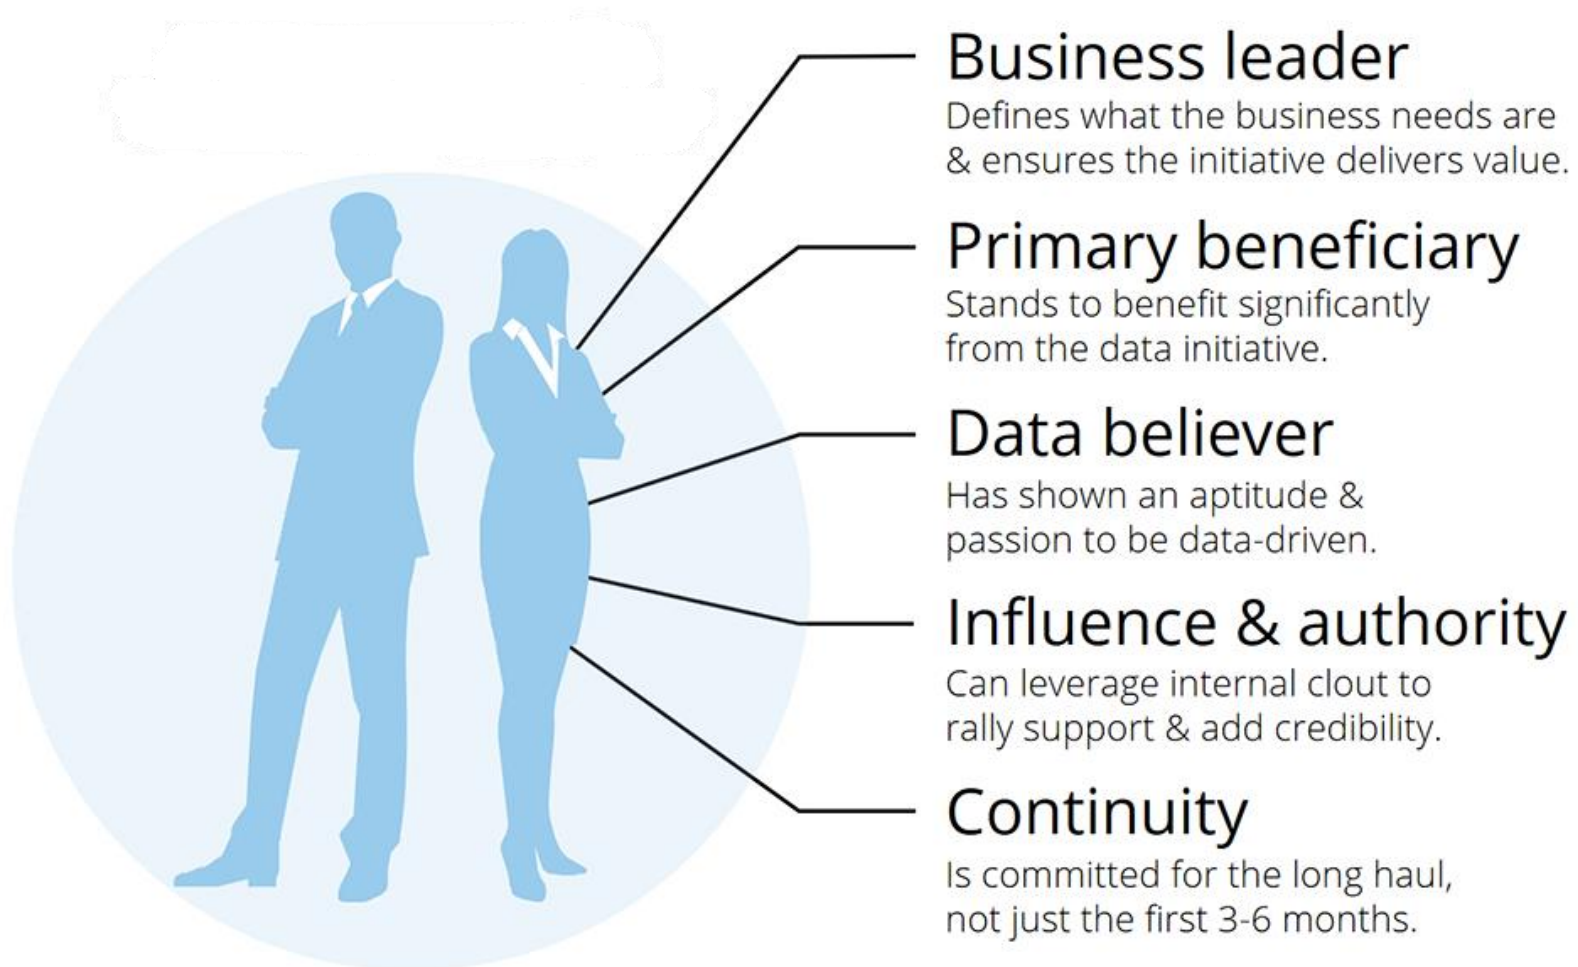 Business leader
Defines what the business needs are
& ensures the initiative delivers value.
Primary beneficiary
Stands to benefit significantly
from the data initiative.
Data believer
Has shown an aptitude &
passion to be data-driven.
Influence & authority
Can leverage internal clout to
rally support & add credibility.
Continuity
Is committed for the long haul,
not just the first 3-6 months.